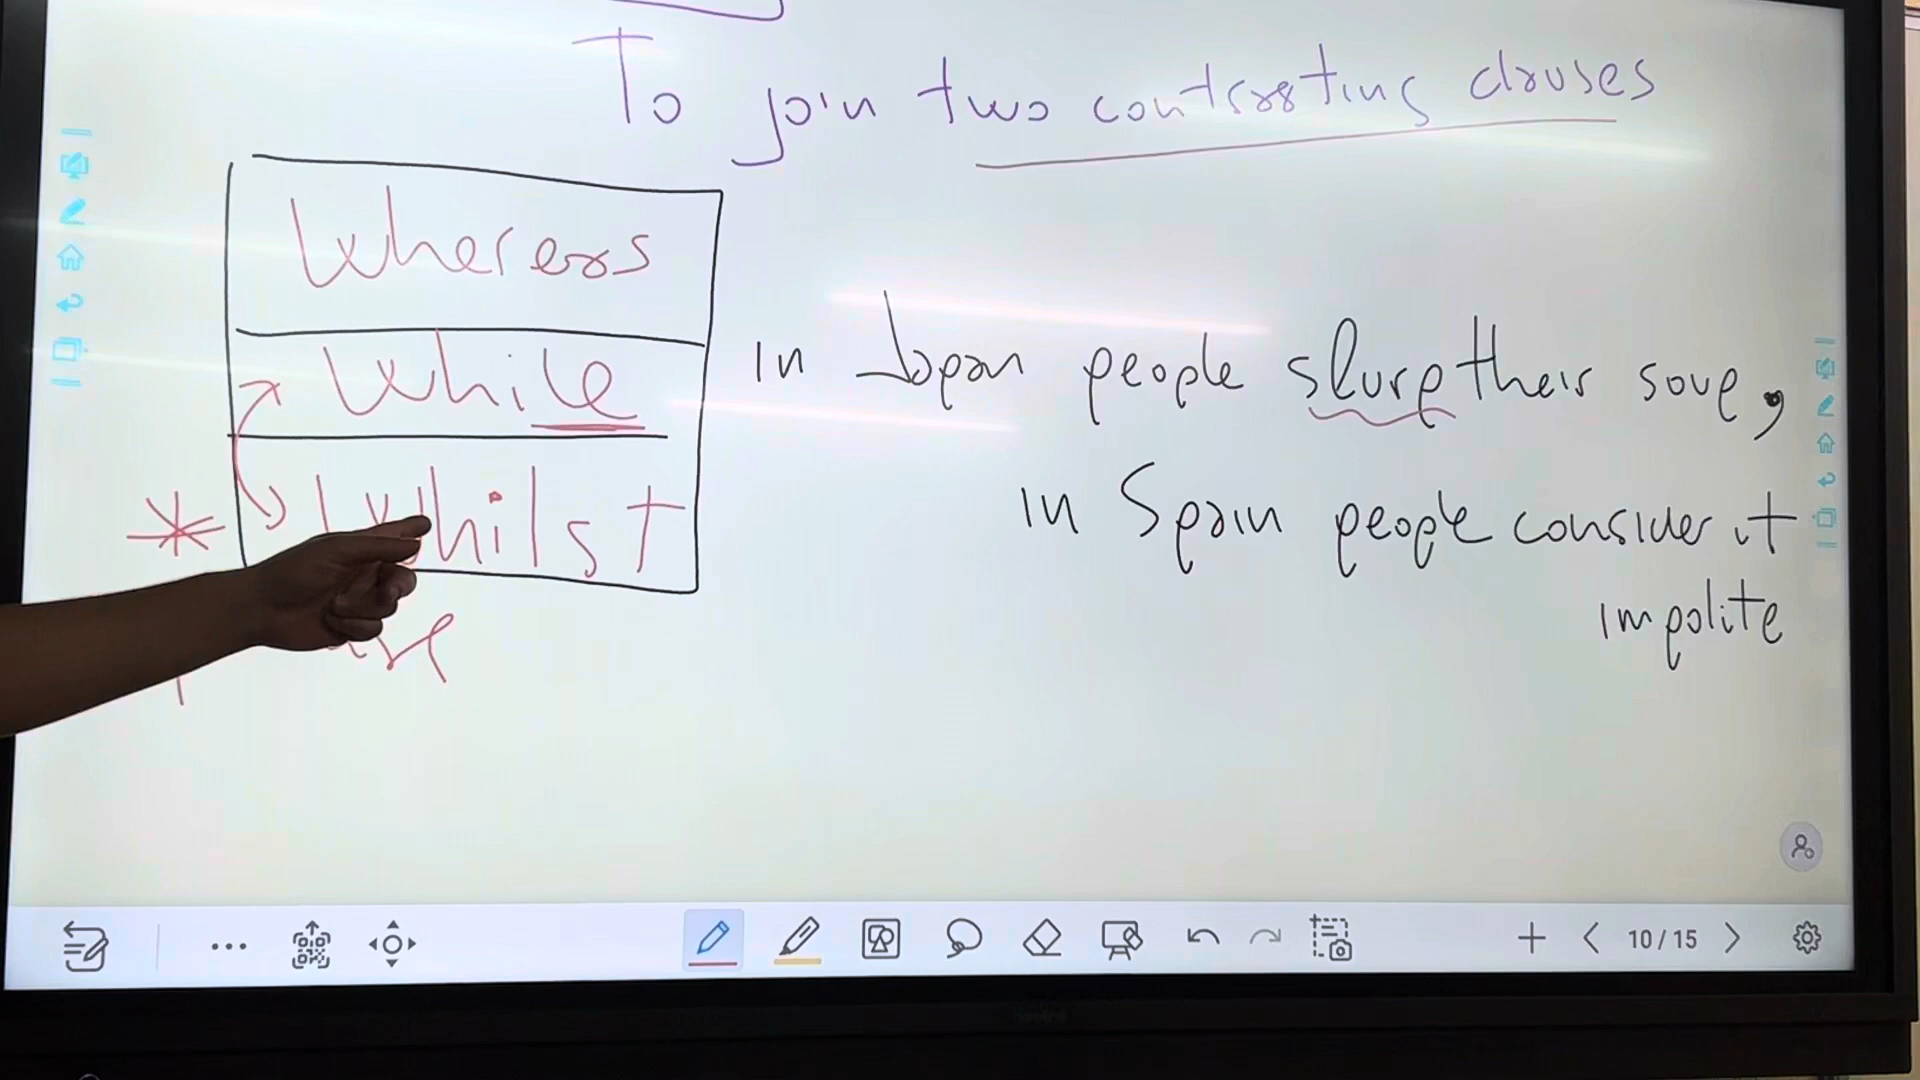 To join two contrasting clauses
Whereas
While
Whilst
in Japan people slurp their soup,
in Spain people consider it
impolite
10/15